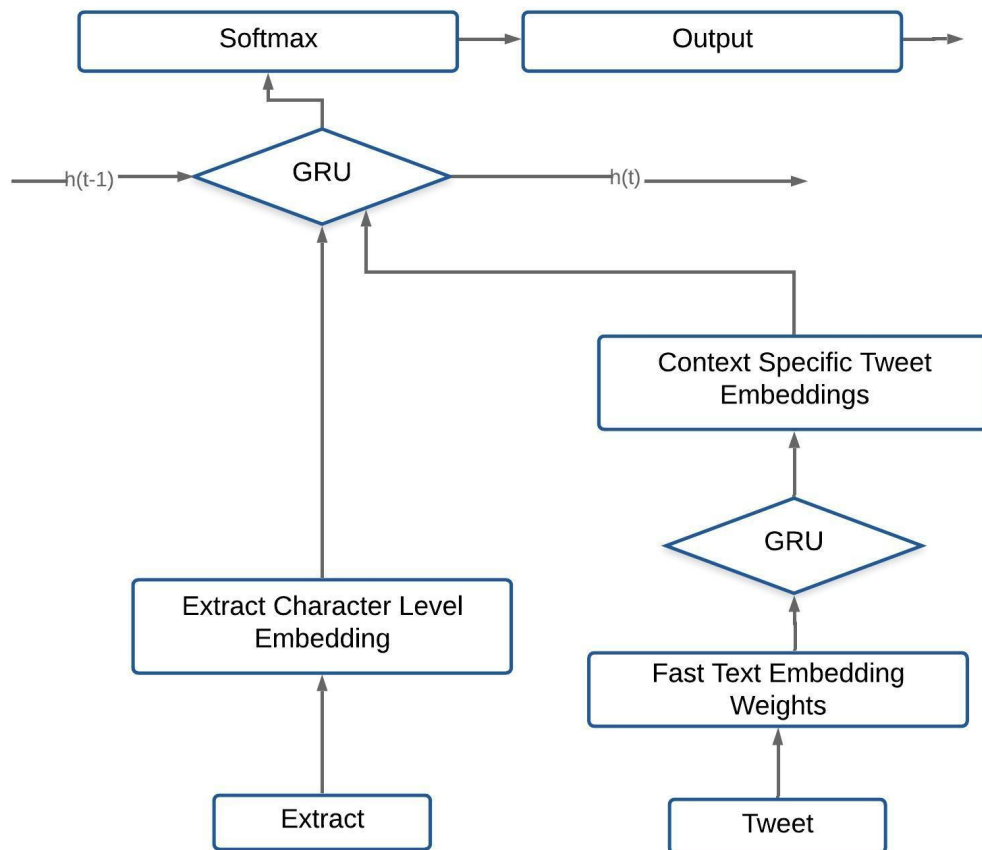 Softmax
Output
GRU
h(t-1)
h(t)
Context Specific Tweet
Embeddings
GRU
Extract Character Level
Embedding
Fast Text Embedding
Weights
Extract
Tweet